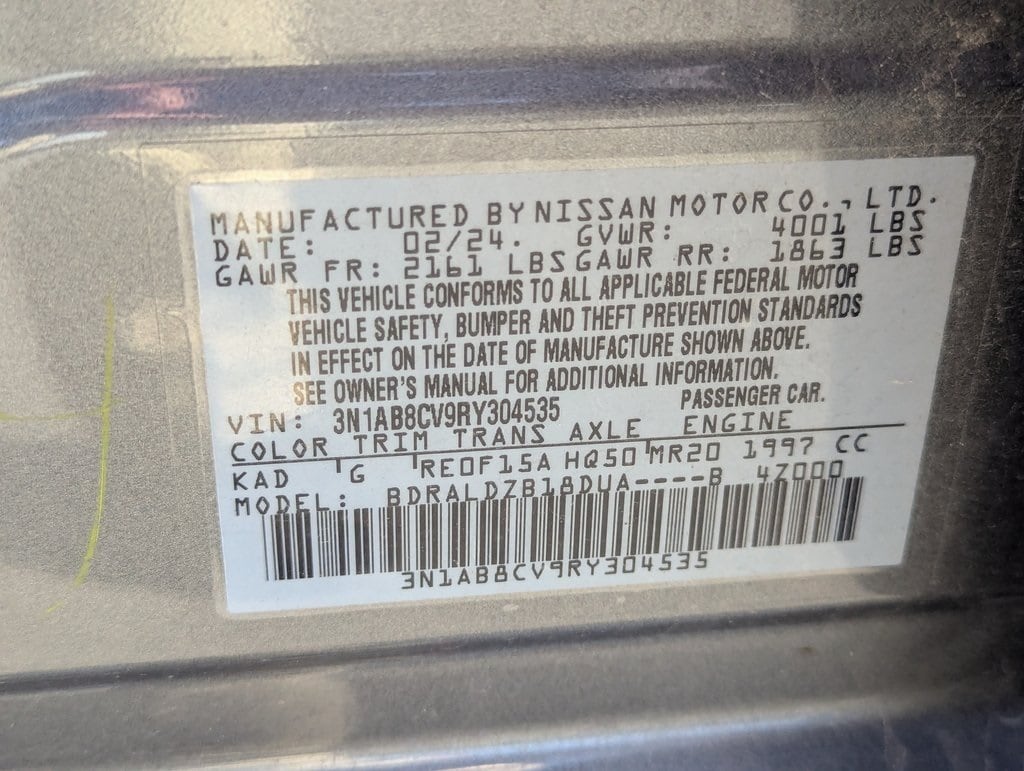 MANUFACTURED BY NISSAN MOTOR CO., LTD.
DATE: 02/24. GVWR: 4001 LBS
GAWR FR: 2161 LBS GAWR RR: 1863 LBS
THIS VEHICLE CONFORMS TO ALL APPLICABLE FEDERAL MOTOR
VEHICLE SAFETY, BUMPER AND THEFT PREVENTION STANDARDS
IN EFFECT ON THE DATE OF MANUFACTURE SHOWN ABOVE.
SEE OWNER'S MANUAL FOR ADDITIONAL INFORMATION.
VIN: 3N1AB8CV9RY304535 PASSENGER CAR.
COLOR TRIM TRANS AXLE ENGINE
KAD G RE0F15A HQ50 MR20 1997 CC
MODEL: BDRALDZB18DUA----B 4Z000
3N1AB8CV9RY304535